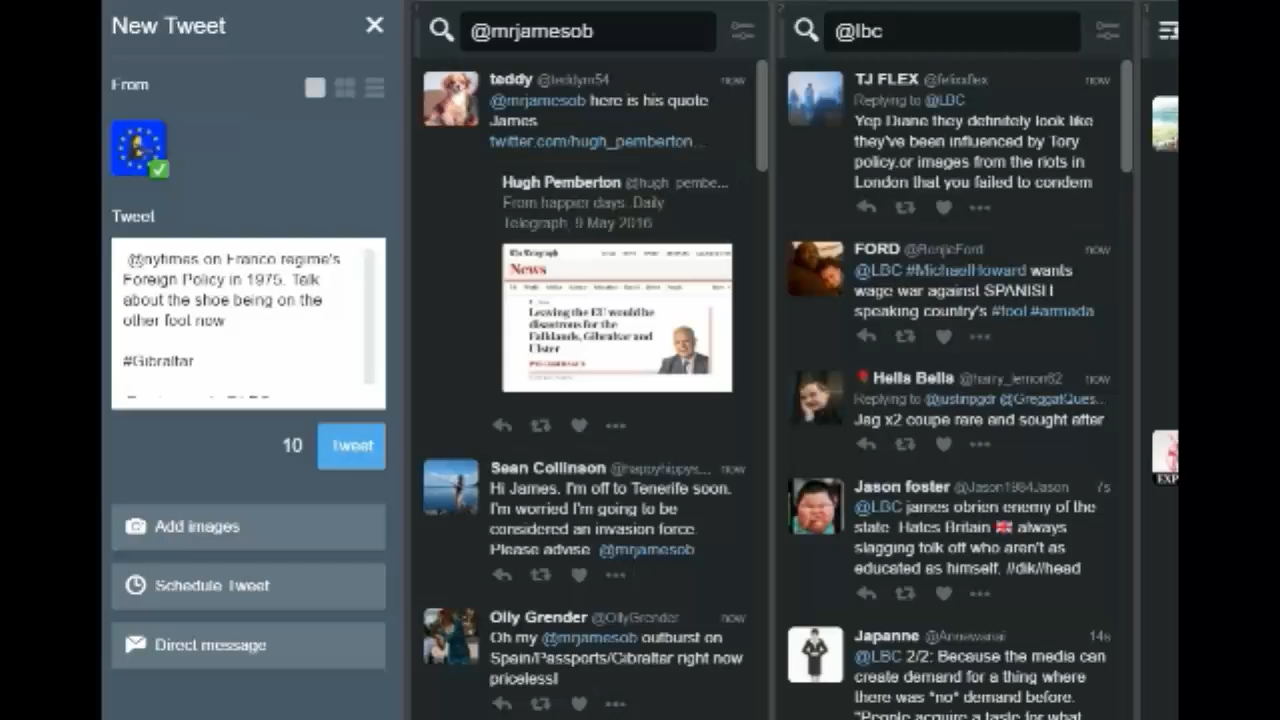 New Tweet
From
Tweet
@nytimes on Franco regime's
Foreign Policy in 1975. Talk
about the shoe being on the
other foot now
#Gibraltar
10
Tweet
Add images
Schedule Tweet
Direct message
@mrjamesob
teddy @teddym54 now
@mrjamesob here is his quote
James
twitter.com/hugh_pemberton...
Hugh Pemberton @hugh_pembe...
From happier days. Daily
Telegraph, 9 May 2016
The Telegraph
News
Leaving the EU would be
disastrous for the
Falklands, Gibraltar and
Ulster
Sean Collinson @happyhippys... now
Hi James. I'm off to Tenerife soon.
I'm worried I'm going to be
considered an invasion force.
Please advise @mrjamesob
Olly Grender @OllyGrender now
Oh my @mrjamesob outburst on
Spain/Passports/Gibraltar right now
priceless!
@lbc
TJ FLEX @felixxflex now
Replying to @LBC
Yep Diane they definitely look like
they've been influenced by Tory
policy.or images from the riots in
London that you failed to condem
FORD @RenjieFord now
@LBC #MichaelHoward wants
wage war against SPANISH
speaking country's #fool #armada
Hells Bells @harry_lemon62 now
Replying to @justinpgdr @GreggatQues...
Jag x2 coupe rare and sought after
Jason foster @Jason1984Jason 7s
@LBC james obrien enemy of the
state. Hates Britain 🇬🇧 always
slagging folk off who aren't as
educated as himself. //dik//head
Japanne @Annewanai 14s
@LBC 2/2: Because the media can
create demand for a thing where
there was *no* demand before.
"People acquire a taste for what
EXP